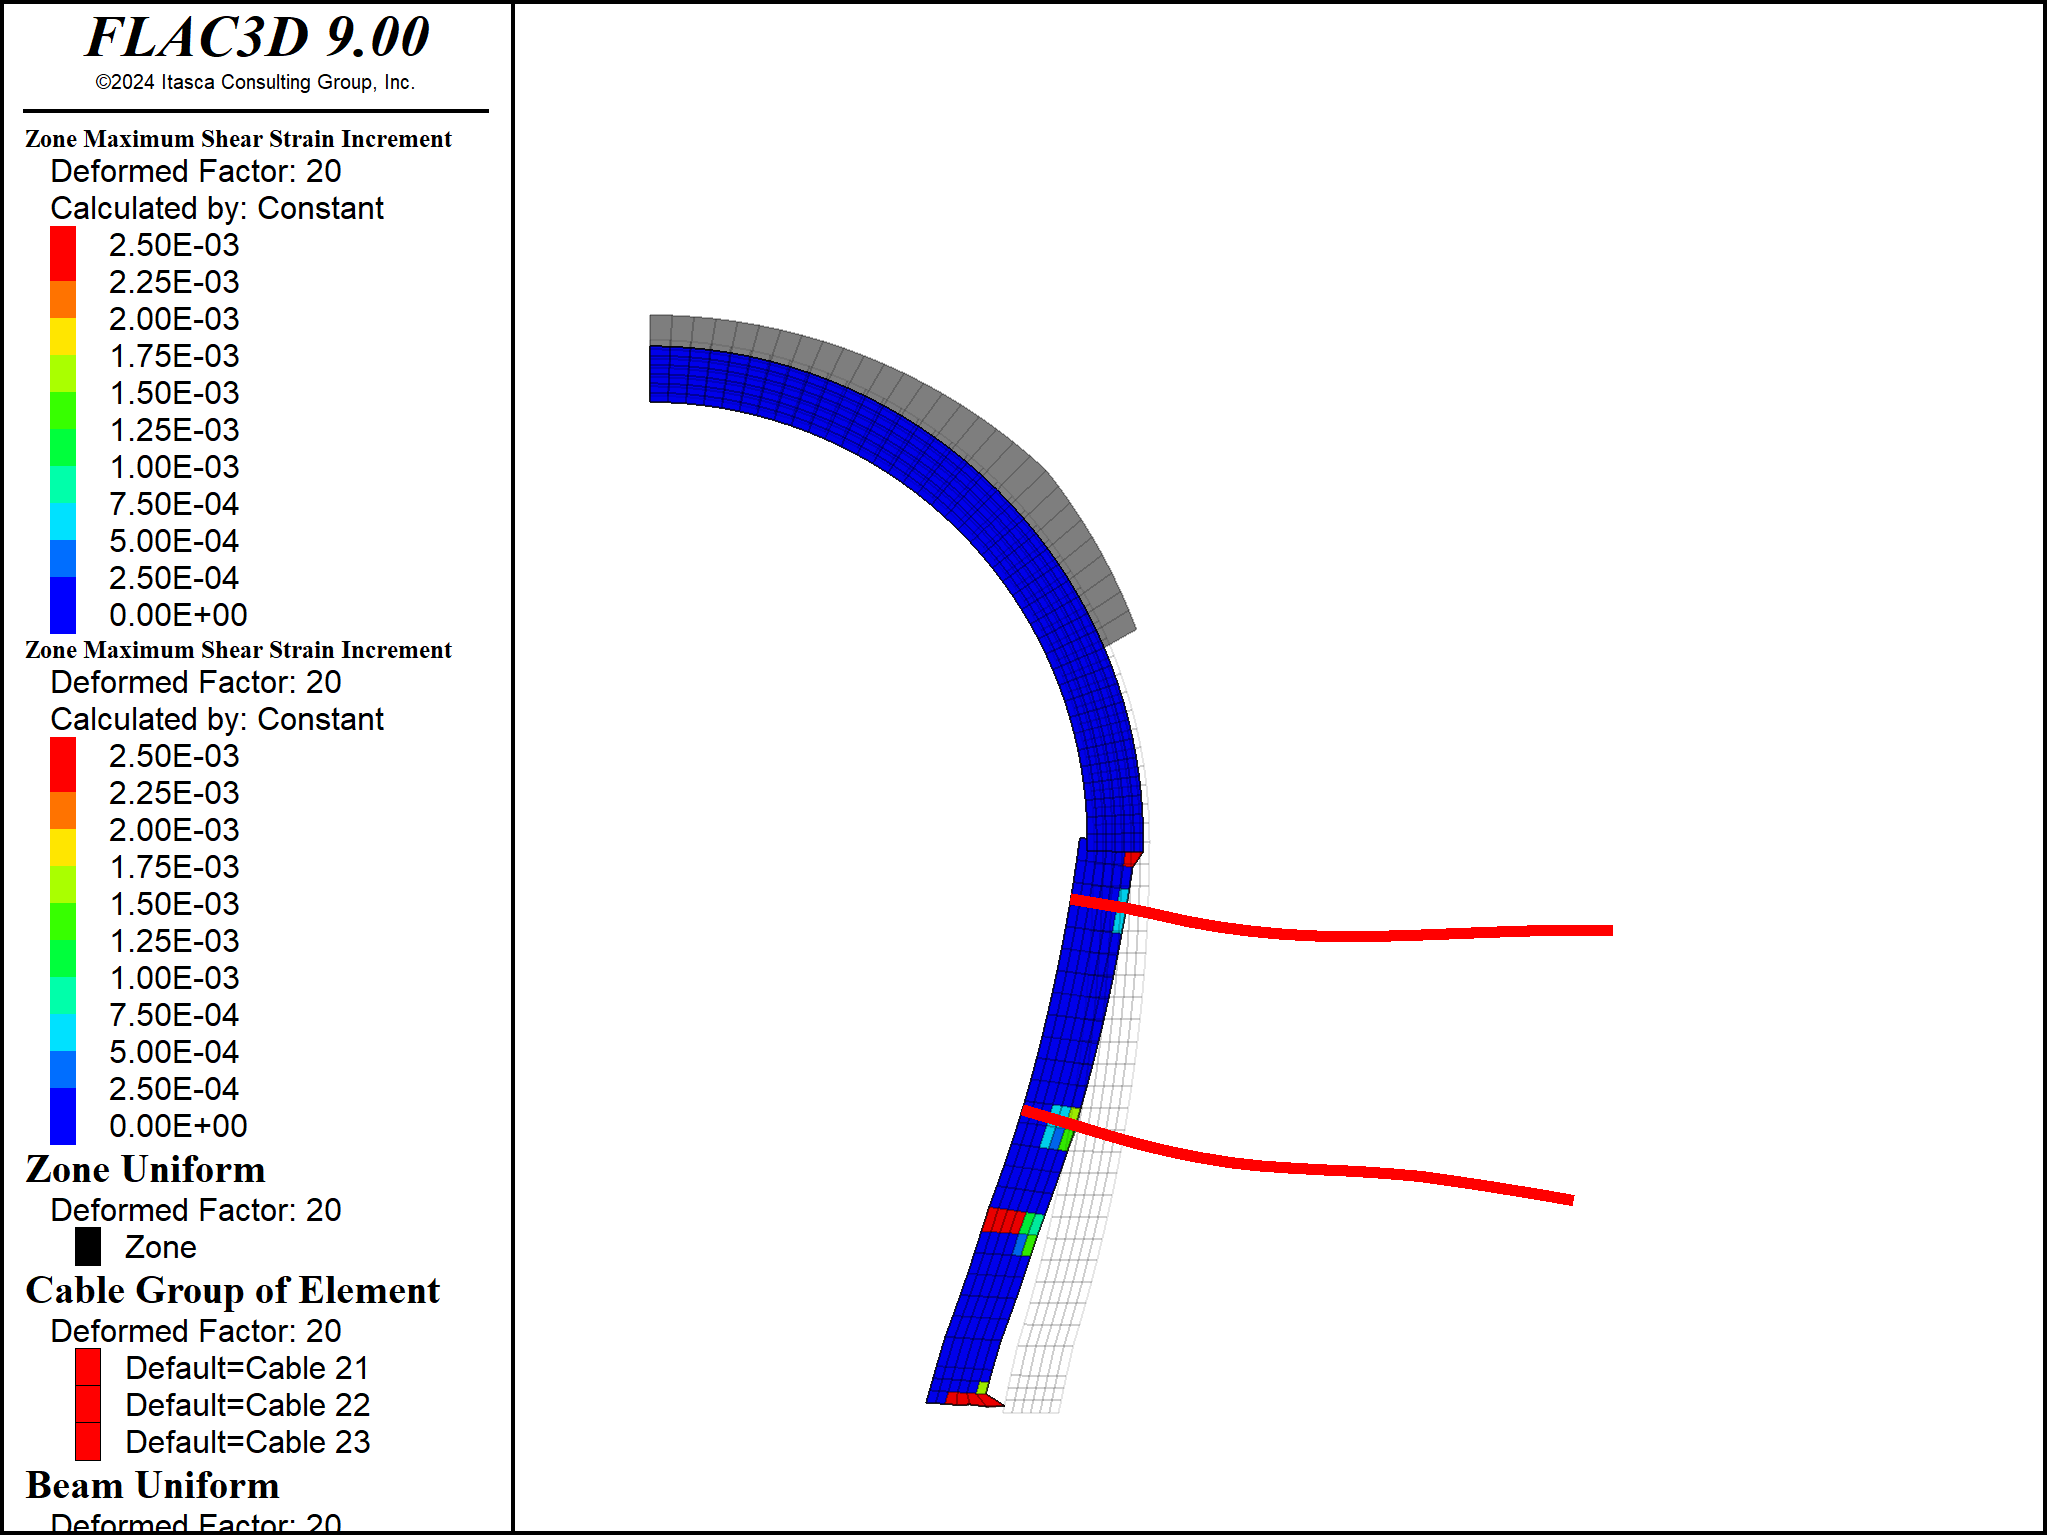 FLAC3D 9.00
©2024 Itasca Consulting Group, Inc.
Zone Maximum Shear Strain Increment
Deformed Factor: 20
Calculated by: Constant
2.50E-03
2.25E-03
2.00E-03
1.75E-03
1.50E-03
1.25E-03
1.00E-03
7.50E-04
5.00E-04
2.50E-04
0.00E+00
Zone Maximum Shear Strain Increment
Deformed Factor: 20
Calculated by: Constant
2.50E-03
2.25E-03
2.00E-03
1.75E-03
1.50E-03
1.25E-03
1.00E-03
7.50E-04
5.00E-04
2.50E-04
0.00E+00
Zone Uniform
Deformed Factor: 20
Zone
Cable Group of Element
Deformed Factor: 20
Default=Cable 21
Default=Cable 22
Default=Cable 23
Beam Uniform
Deformed Factor: 20